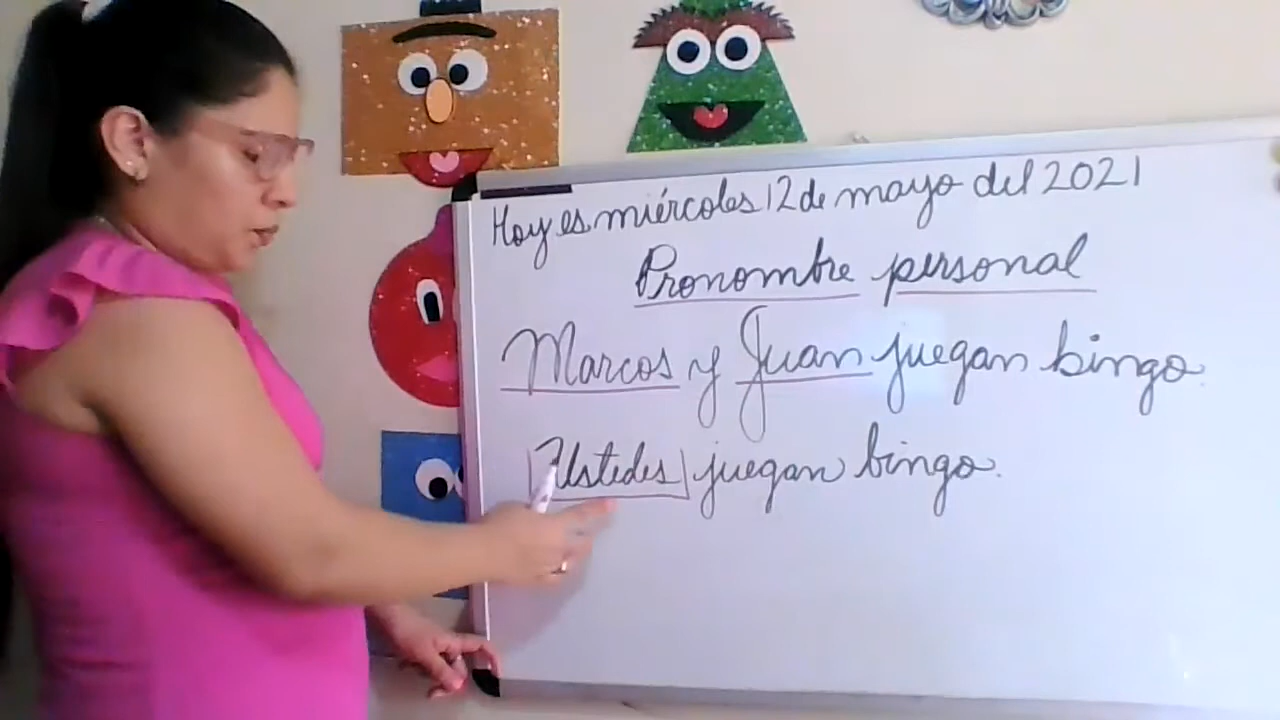 Hoy es miércoles 12 de mayo del 2021
Pronombre personal
Marcos y Juan juegan bingo.
Ustedes juegan bingo.